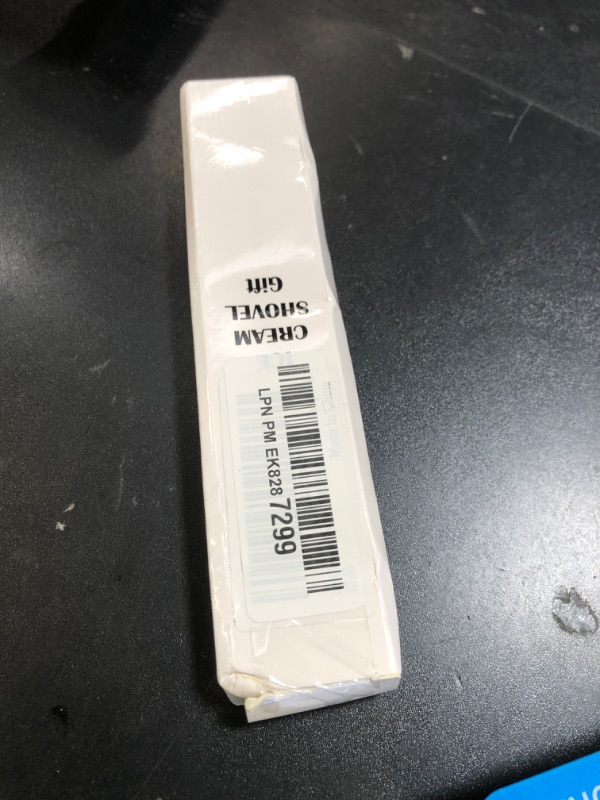 CREAM
SHOVEL
Gift
LPN PM EK828 7299